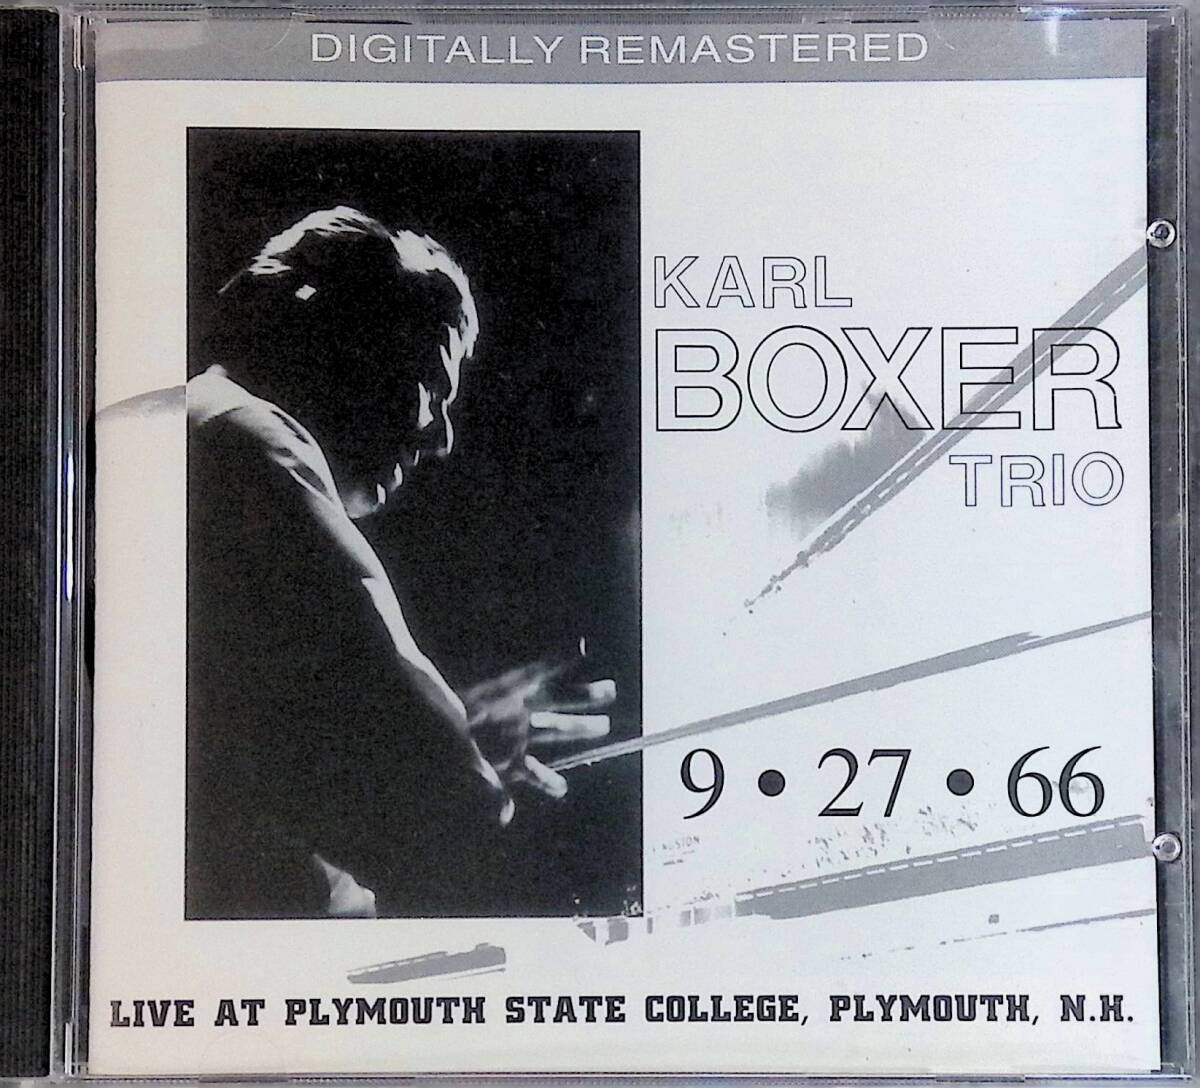 DIGITALLY REMASTERED
KARL
BOXER
TRIO
9 • 27 • 66
LIVE AT PLYMOUTH STATE COLLEGE, PLYMOUTH, N.H.